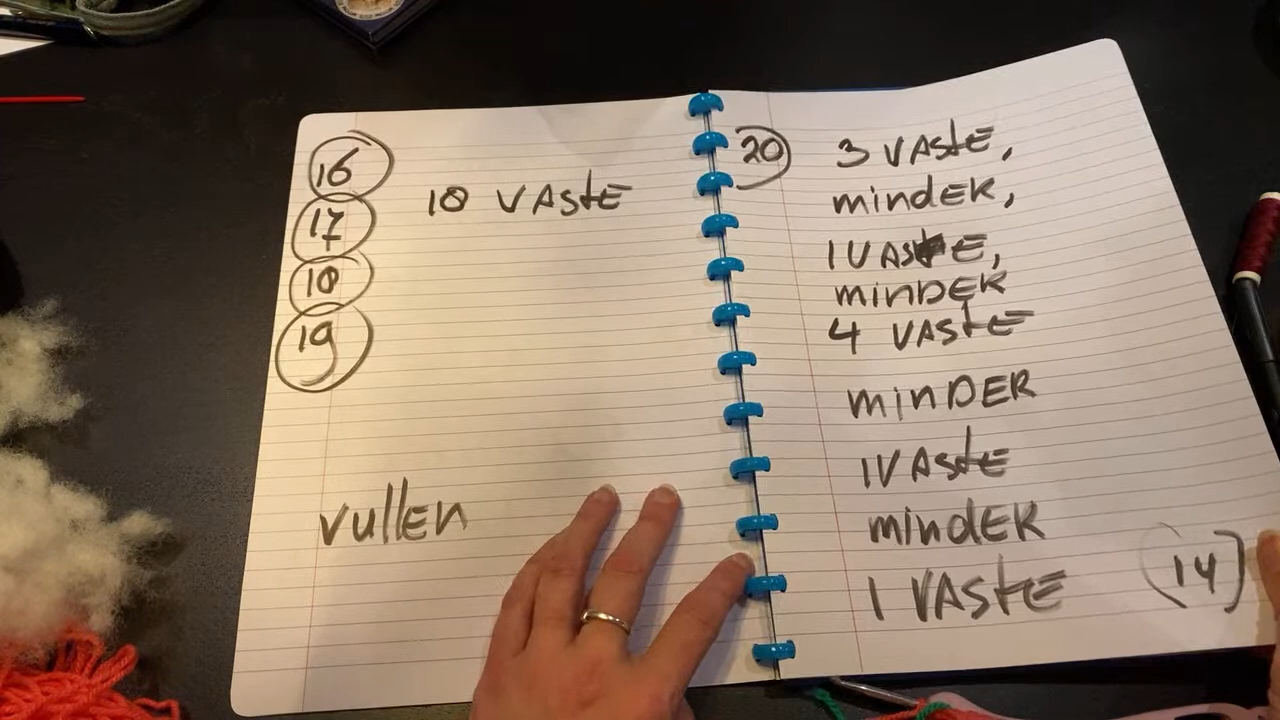 16
17
18
19
18 VASTE
VULLEN
20
3 VASTE,
MINDER,
1 VASTE,
MINDER
4 VASTE
MINDER
1 VASTE
MINDER
1 VASTE (14)